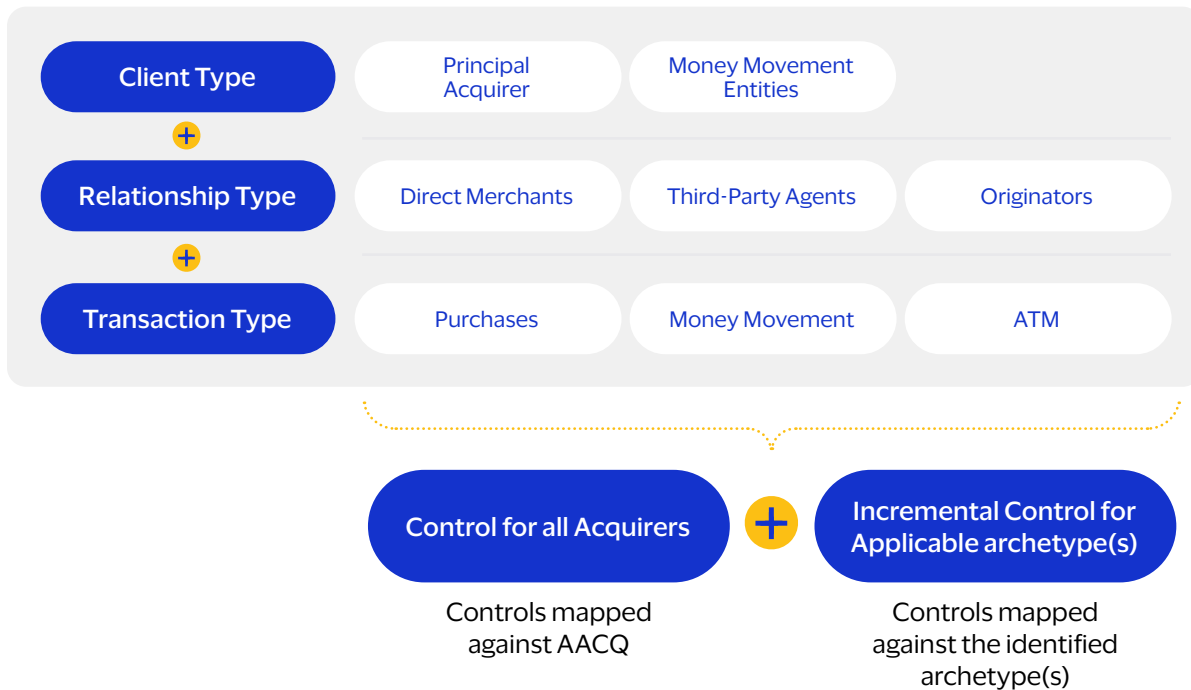 Client Type
Principal
Acquirer
Money Movement
Entities
+
Relationship Type
Direct Merchants
Third-Party Agents
Originators
+
Transaction Type
Purchases
Money Movement
ATM
Control for all Acquirers
+
Incremental Control for
Applicable archetype(s)
Controls mapped
against AACQ
Controls mapped
against the identified
archetype(s)